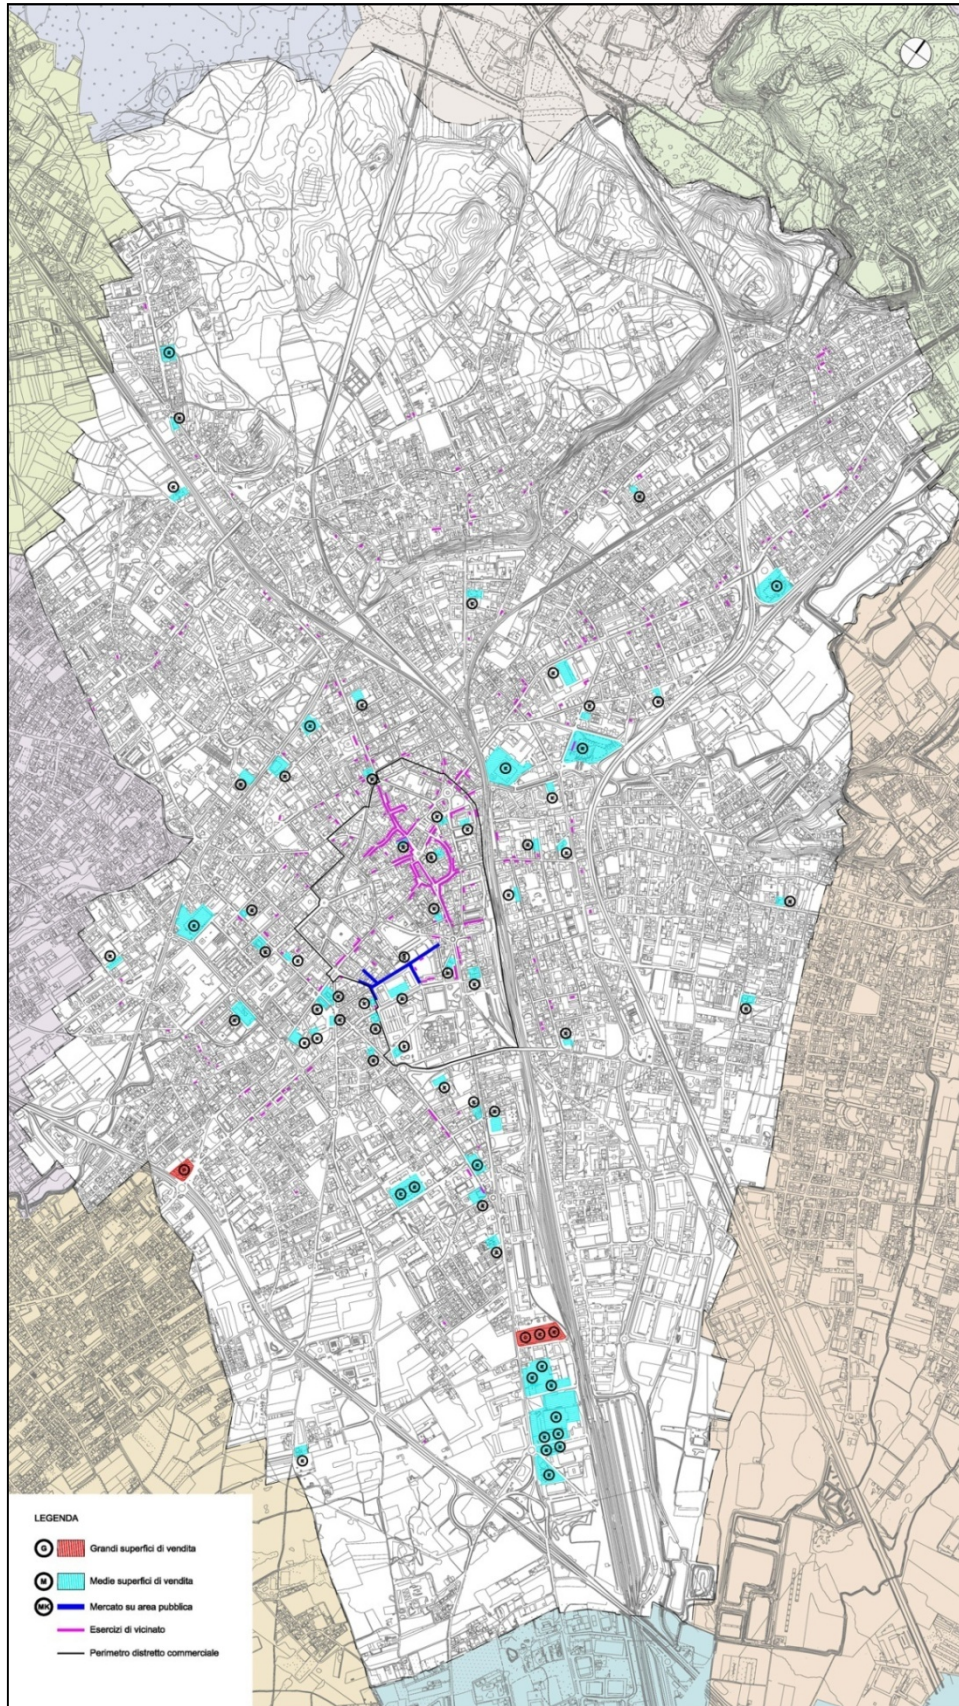 LEGENDA
G Grandi superfici di vendita
M Medie superfici di vendita
MK Mercato su area pubblica
Esercizi di vicinato
Perimetro distretto commerciale